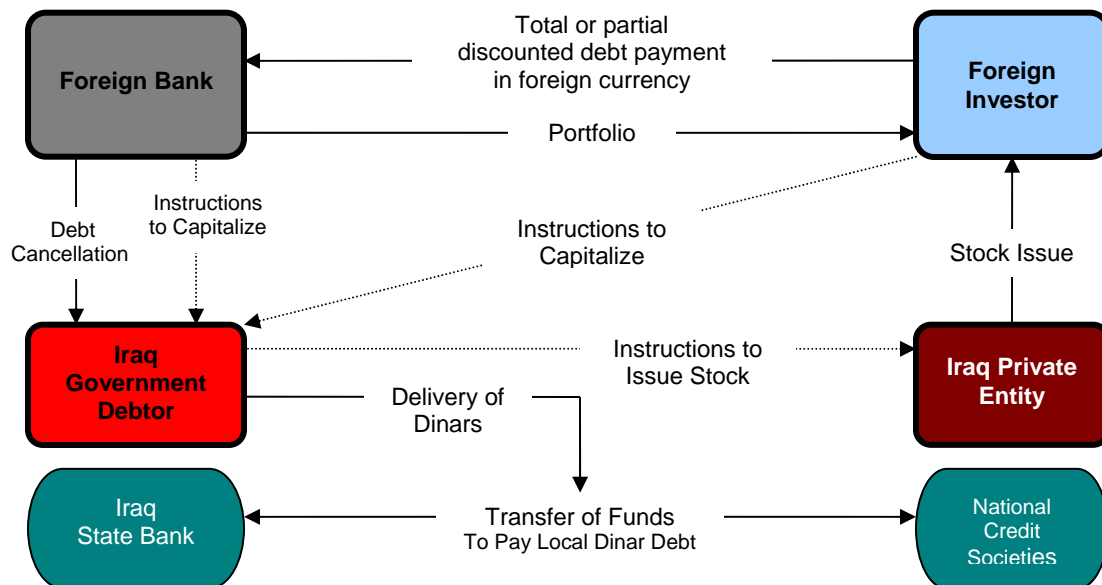 Foreign Bank
Total or partial
discounted debt payment
in foreign currency
Foreign
Investor
Portfolio
Debt
Cancellation
Instructions
to Capitalize
Instructions to
Capitalize
Stock Issue
Iraq
Government
Debtor
Instructions to
Issue Stock
Iraq Private
Entity
Delivery of
Dinars
Iraq
State Bank
Transfer of Funds
To Pay Local Dinar Debt
National
Credit
Societies